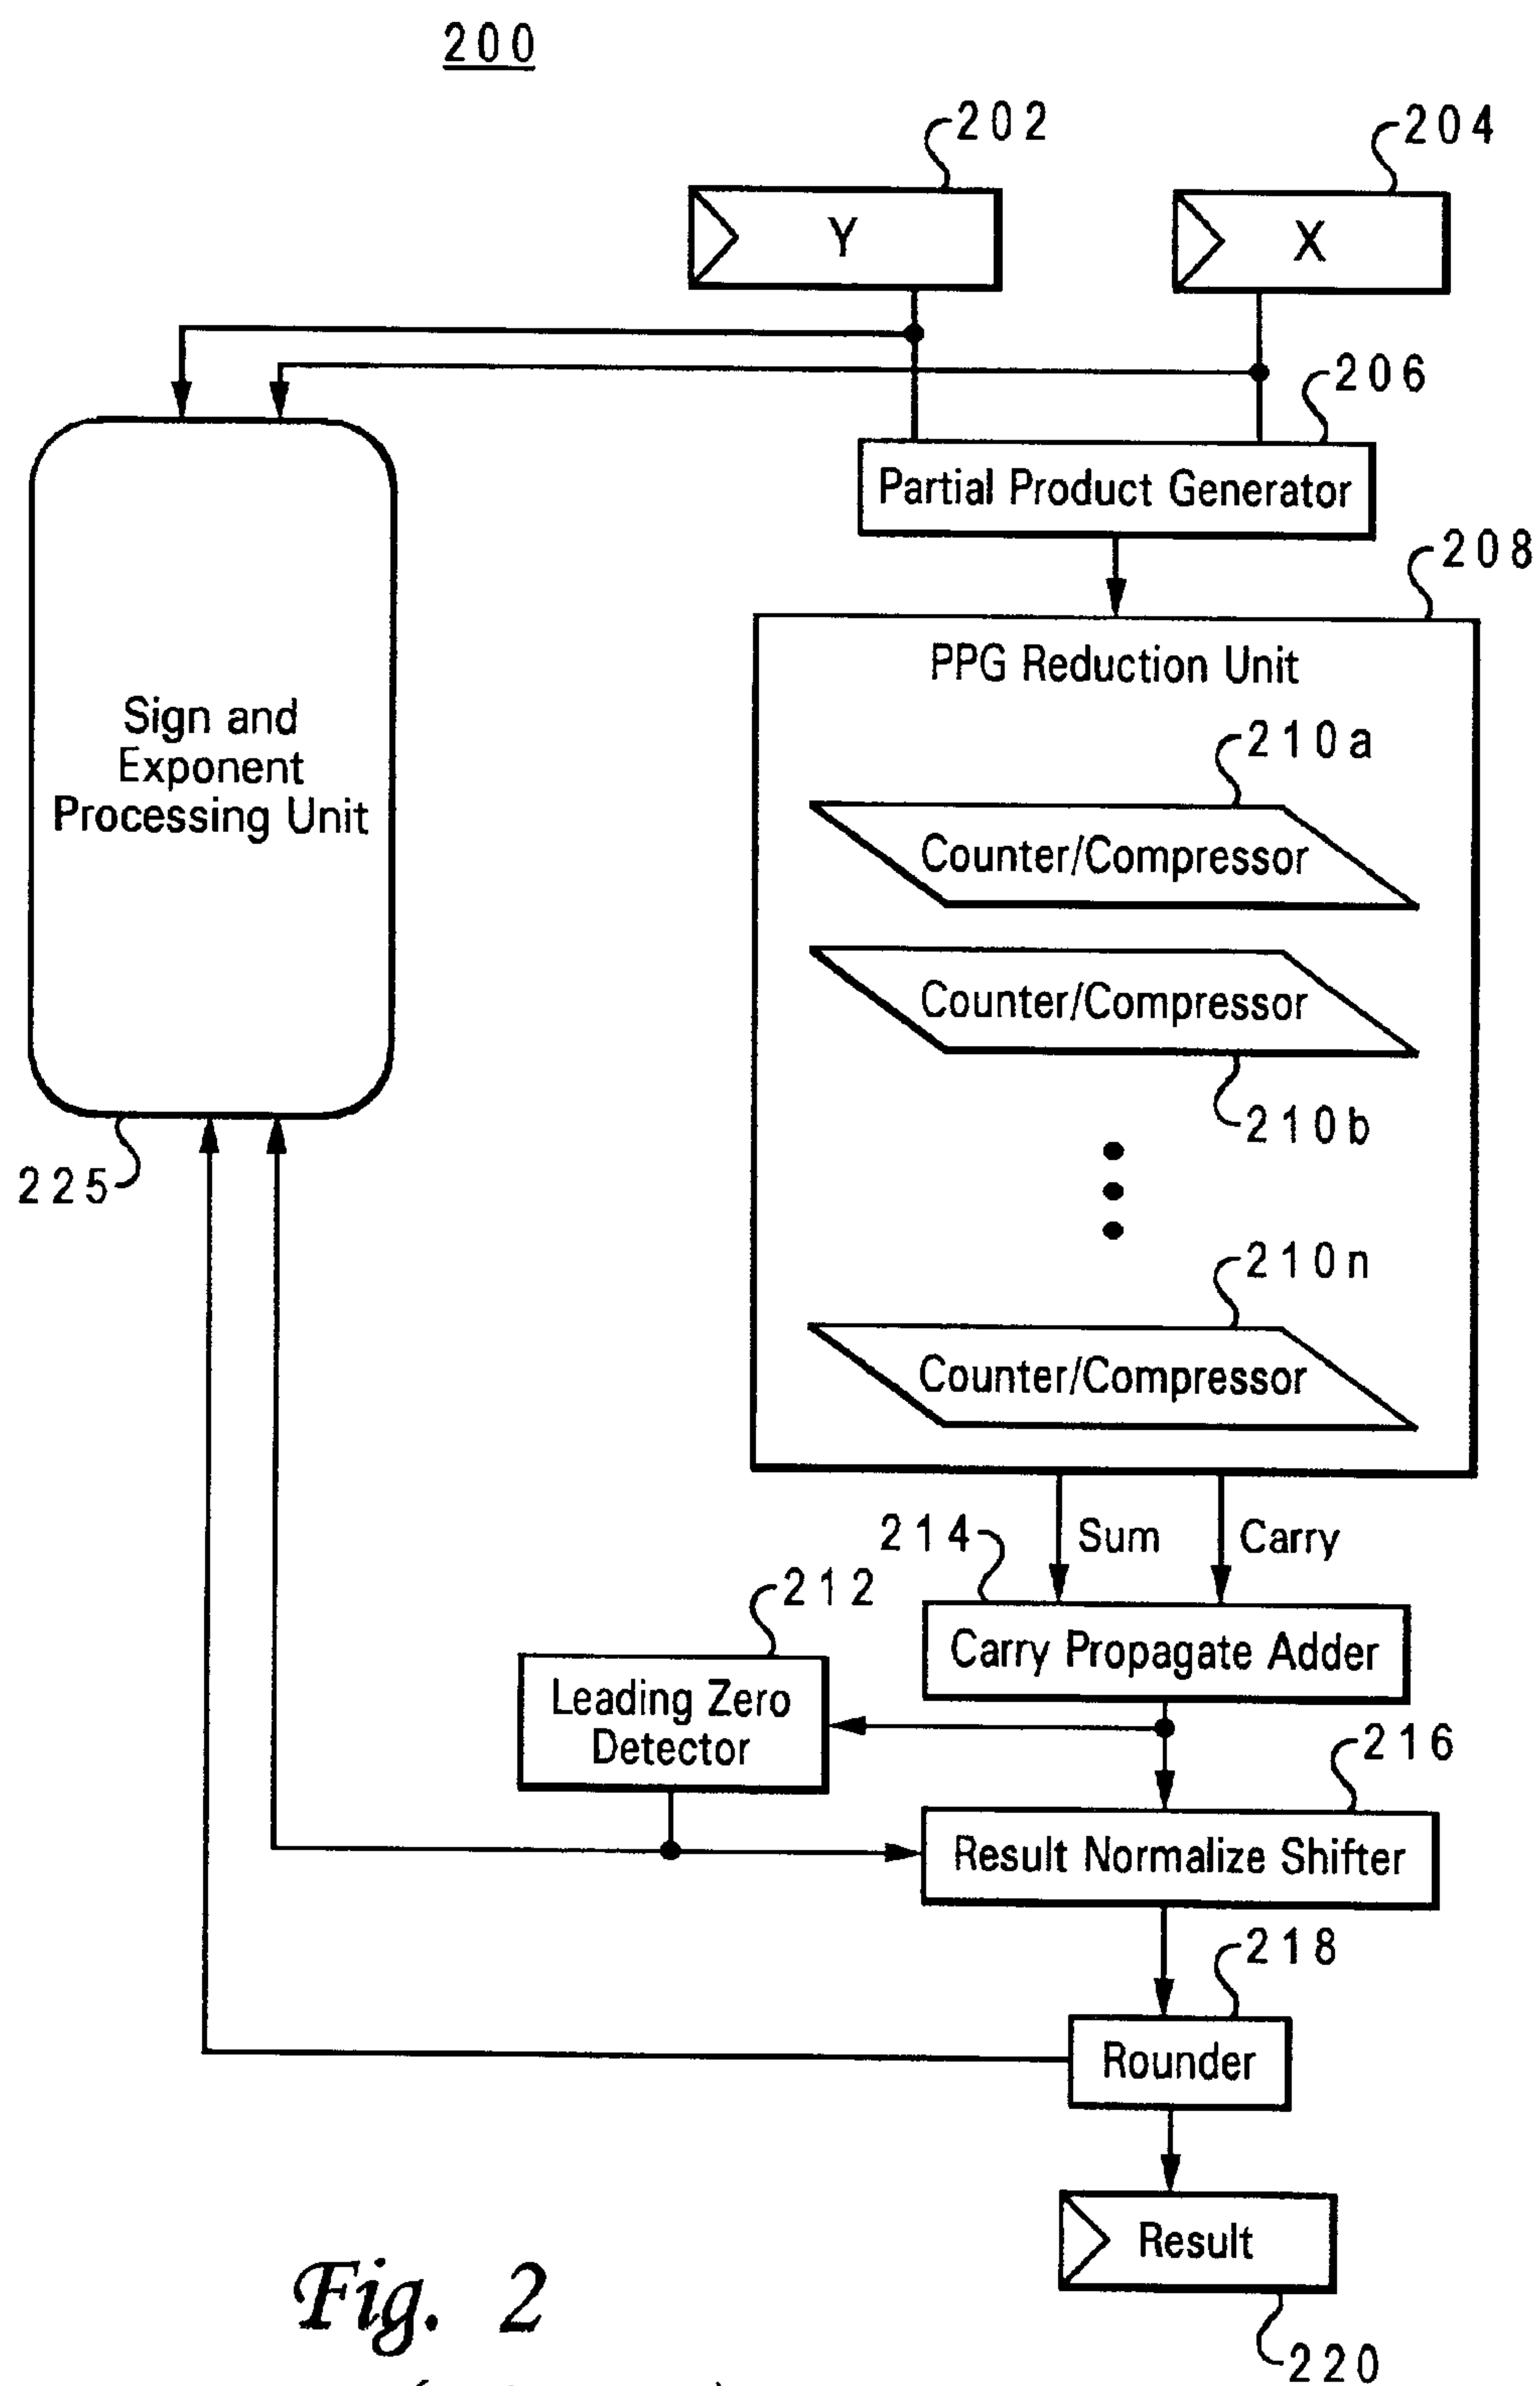 200
202
204
Y
X
206
Partial Product Generator
208
PPG Reduction Unit
Sign and
Exponent
Processing Unit
210a
Counter/Compressor
Counter/Compressor
210b
225
210n
Counter/Compressor
214
Sum
Carry
212
Carry Propagate Adder
Leading Zero
Detector
216
Result Normalize Shifter
218
Rounder
Result
Fig. 2
220